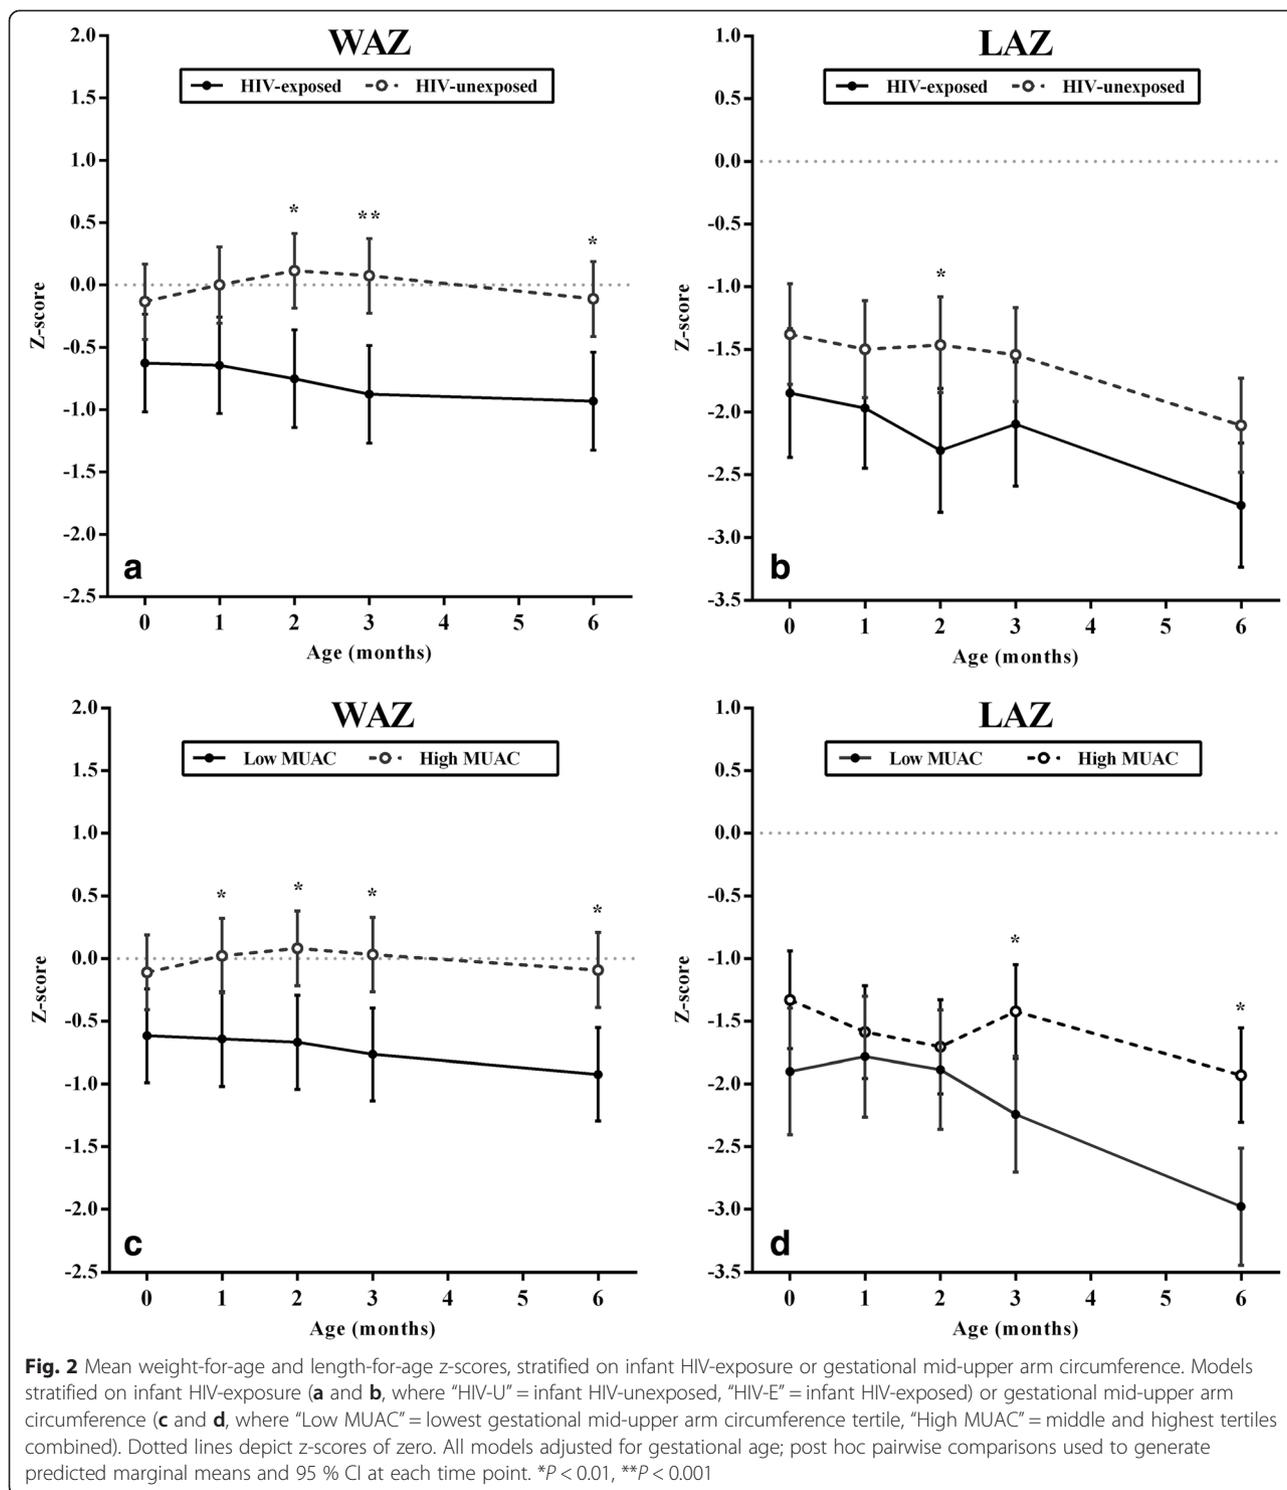 WAZ
HIV-exposed HIV-unexposed
2.0
1.5
1.0
0.5
0.0
-0.5
-1.0
-1.5
-2.0
-2.5
Z-score
* ** *
a
0 1 2 3 4 5 6
Age (months)
LAZ
HIV-exposed HIV-unexposed
1.0
0.5
0.0
-0.5
-1.0
-1.5
-2.0
-2.5
-3.0
-3.5
Z-score
*
b
0 1 2 3 4 5 6
Age (months)
WAZ
Low MUAC High MUAC
2.0
1.5
1.0
0.5
0.0
-0.5
-1.0
-1.5
-2.0
-2.5
Z-score
* * * *
c
0 1 2 3 4 5 6
Age (months)
LAZ
Low MUAC High MUAC
1.0
0.5
0.0
-0.5
-1.0
-1.5
-2.0
-2.5
-3.0
-3.5
Z-score
* *
d
0 1 2 3 4 5 6
Age (months)
Fig. 2 Mean weight-for-age and length-for-age z-scores, stratified on infant HIV-exposure or gestational mid-upper arm circumference. Models
stratified on infant HIV-exposure (a and b, where “HIV-U” = infant HIV-unexposed, “HIV-E” = infant HIV-exposed) or gestational mid-upper arm
circumference (c and d, where “Low MUAC” = lowest gestational mid-upper arm circumference tertile, “High MUAC” = middle and highest tertiles
combined). Dotted lines depict z-scores of zero. All models adjusted for gestational age; post hoc pairwise comparisons used to generate
predicted marginal means and 95 % CI at each time point. *P < 0.01, **P < 0.001